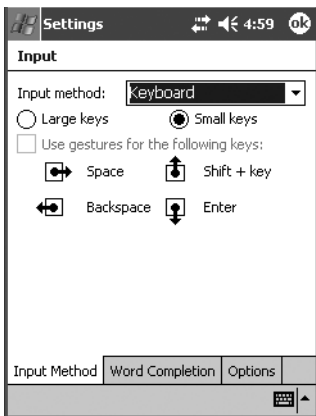 Settings 4:59 ok
Input
Input method: Keyboard
Large keys Small keys
Use gestures for the following keys:
Space Shift + key
Backspace Enter
Input Method Word Completion Options